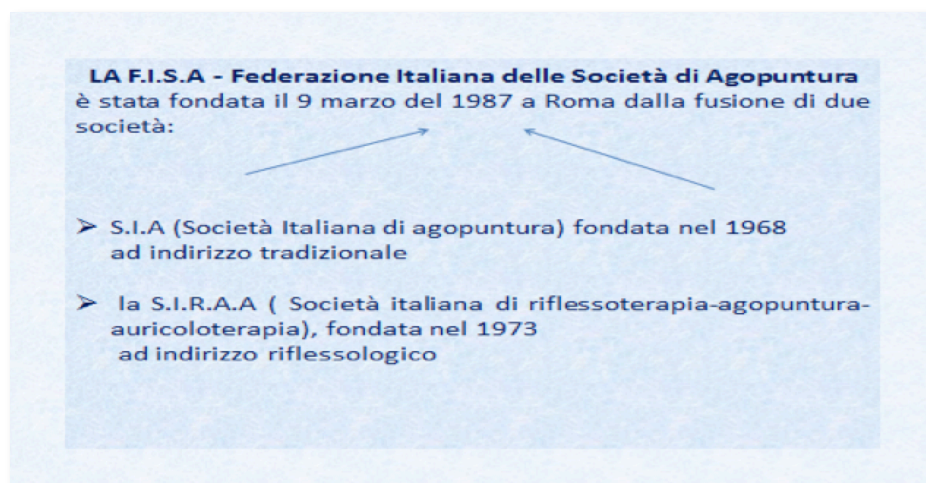 LA F.I.S.A - Federazione Italiana delle Società di Agopuntura
è stata fondata il 9 marzo del 1987 a Roma dalla fusione di due
società:
➢ S.I.A (Società Italiana di agopuntura) fondata nel 1968
ad indirizzo tradizionale
➢ la S.I.R.A.A ( Società italiana di riflessoterapia-agopuntura-
auricoloterapia), fondata nel 1973
ad indirizzo riflessologico